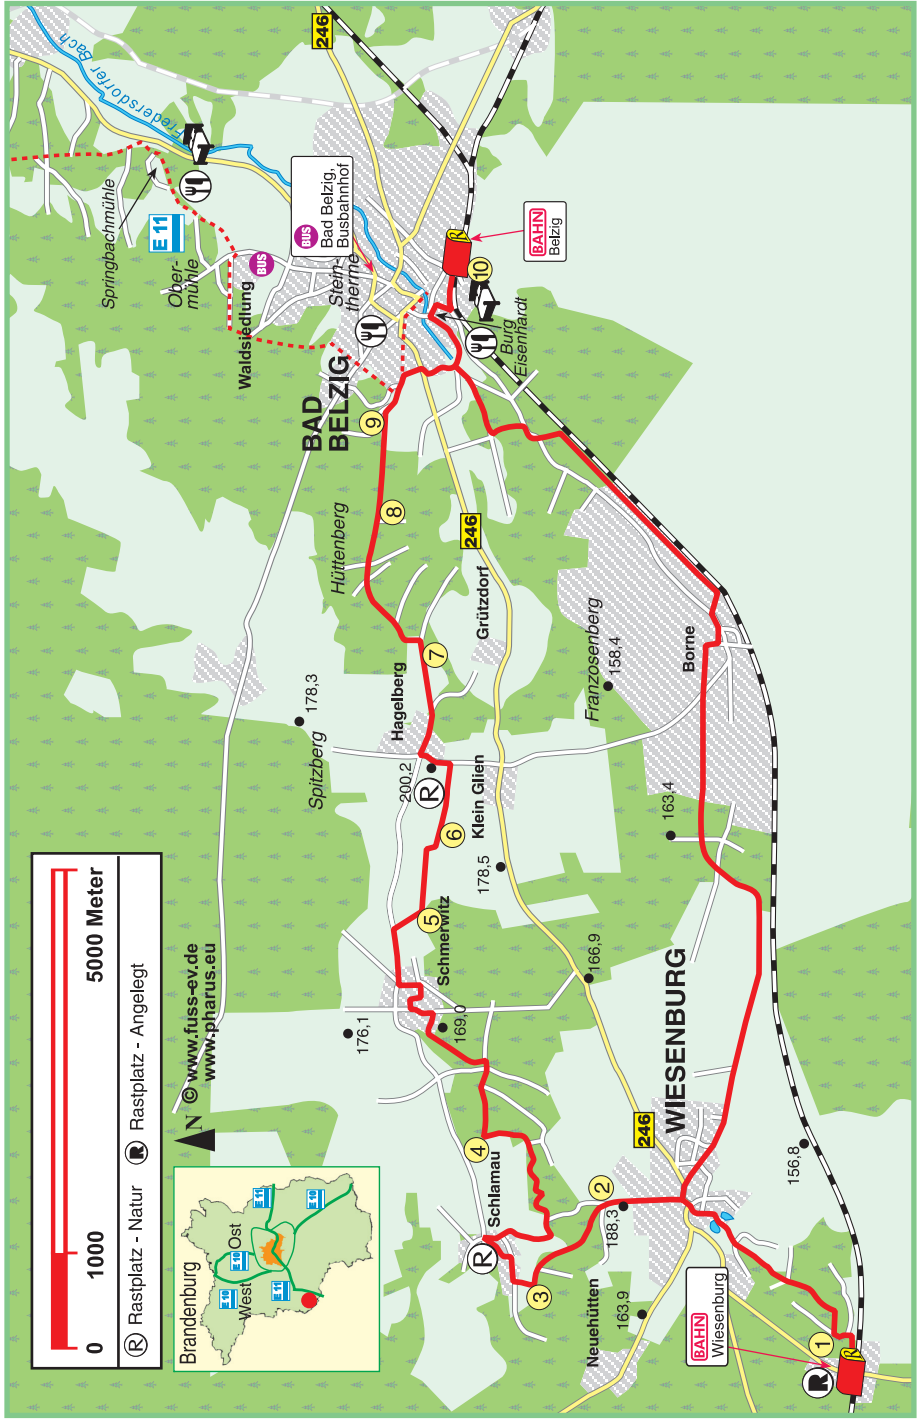 246
Fredersdorfer Bach
Springbachmühle
E 11
Ober-
mühle
BUS
BUS
Bad Belzig,
Busbahnhof
Waldsiedlung
Stein-
therme
BAHN
Belzig
10
Burg
Eisenhardt
BAD
BELZIG
9
8
Hüttenberg
246
Grützdorf
7
Hagelberg
Franzosenberg
158,4
Borne
178,3
Spitzberg
200,2
R
Klein Glien
6
163,4
178,5
5
Schmerwitz
166,9
176,1
169,0
WIESENBURG
246
4
Schlamau
R
2
188,3
3
156,8
Neuehütten
163,9
BAHN
Wiesenburg
1
R
0 1000 5000 Meter
R Rastplatz - Natur R Rastplatz - Angelegt
© www.fuss-ev.de
www.pharus.eu
N
Brandenburg
West
Ost
E 10
E 10
E 11
E 11
E 10